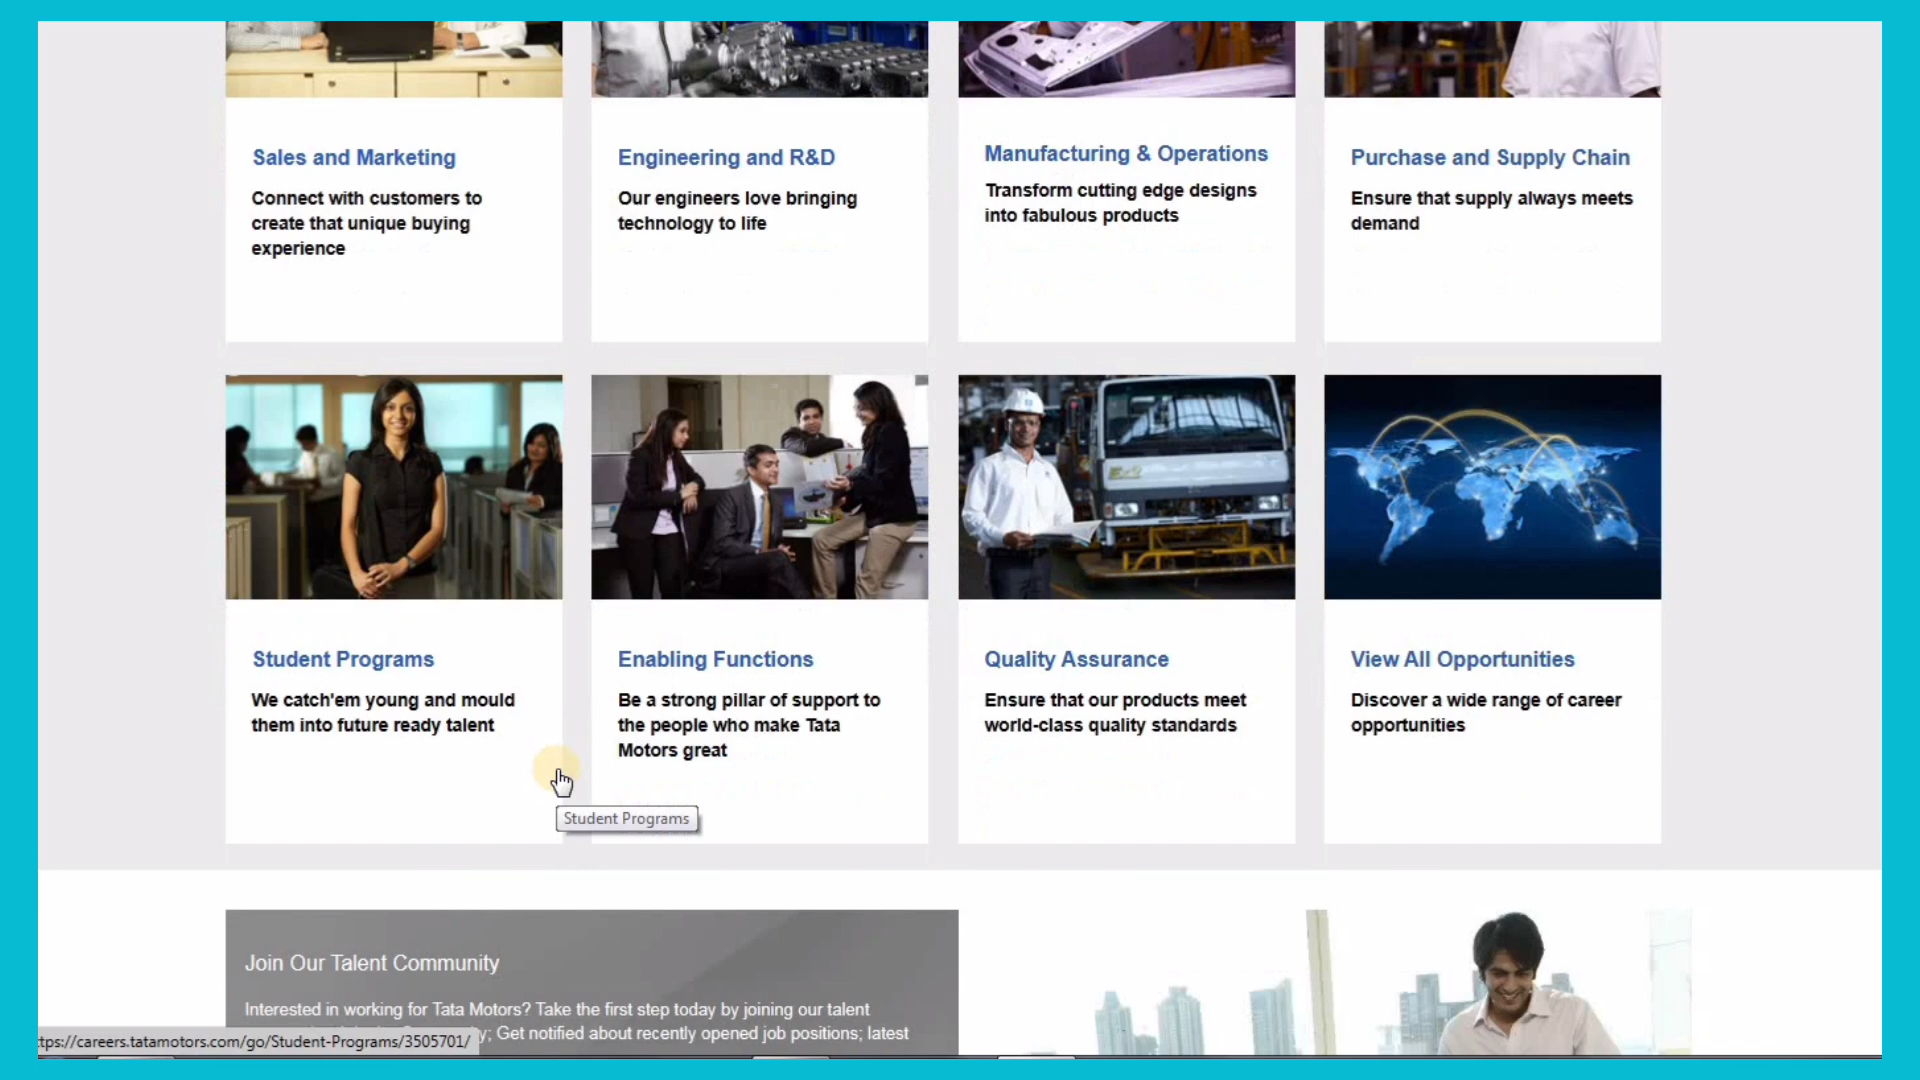 Sales and Marketing
Connect with customers to
create that unique buying
experience
Engineering and R&D
Our engineers love bringing
technology to life
Manufacturing & Operations
Transform cutting edge designs
into fabulous products
Purchase and Supply Chain
Ensure that supply always meets
demand
Student Programs
We catch'em young and mould
them into future ready talent
Enabling Functions
Be a strong pillar of support to
the people who make Tata
Motors great
Quality Assurance
Ensure that our products meet
world-class quality standards
View All Opportunities
Discover a wide range of career
opportunities
Student Programs
Join Our Talent Community
Interested in working for Tata Motors? Take the first step today by joining our talent
Get notified about recently opened job positions; latest
tps://careers.tatamotors.com/go/Student-Programs/3505701/